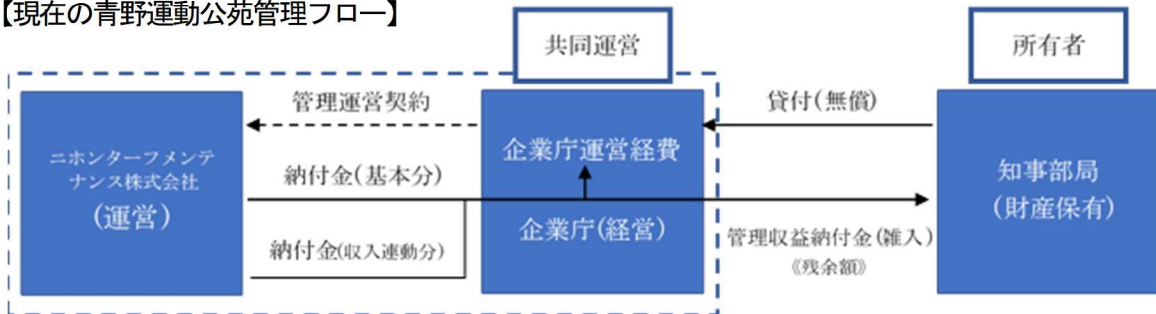 【現在の青野運動公苑管理フロー】
共同運営
所有者
管理運営契約
貸付(無償)
ニホンターフメンテ
ナンス株式会社
(運営)
企業庁運営経費
知事部局
(財産保有)
納付金(基本分)
企業庁(経営)
管理収益納付金(雑入)
《残余額》
納付金(収入連動分)